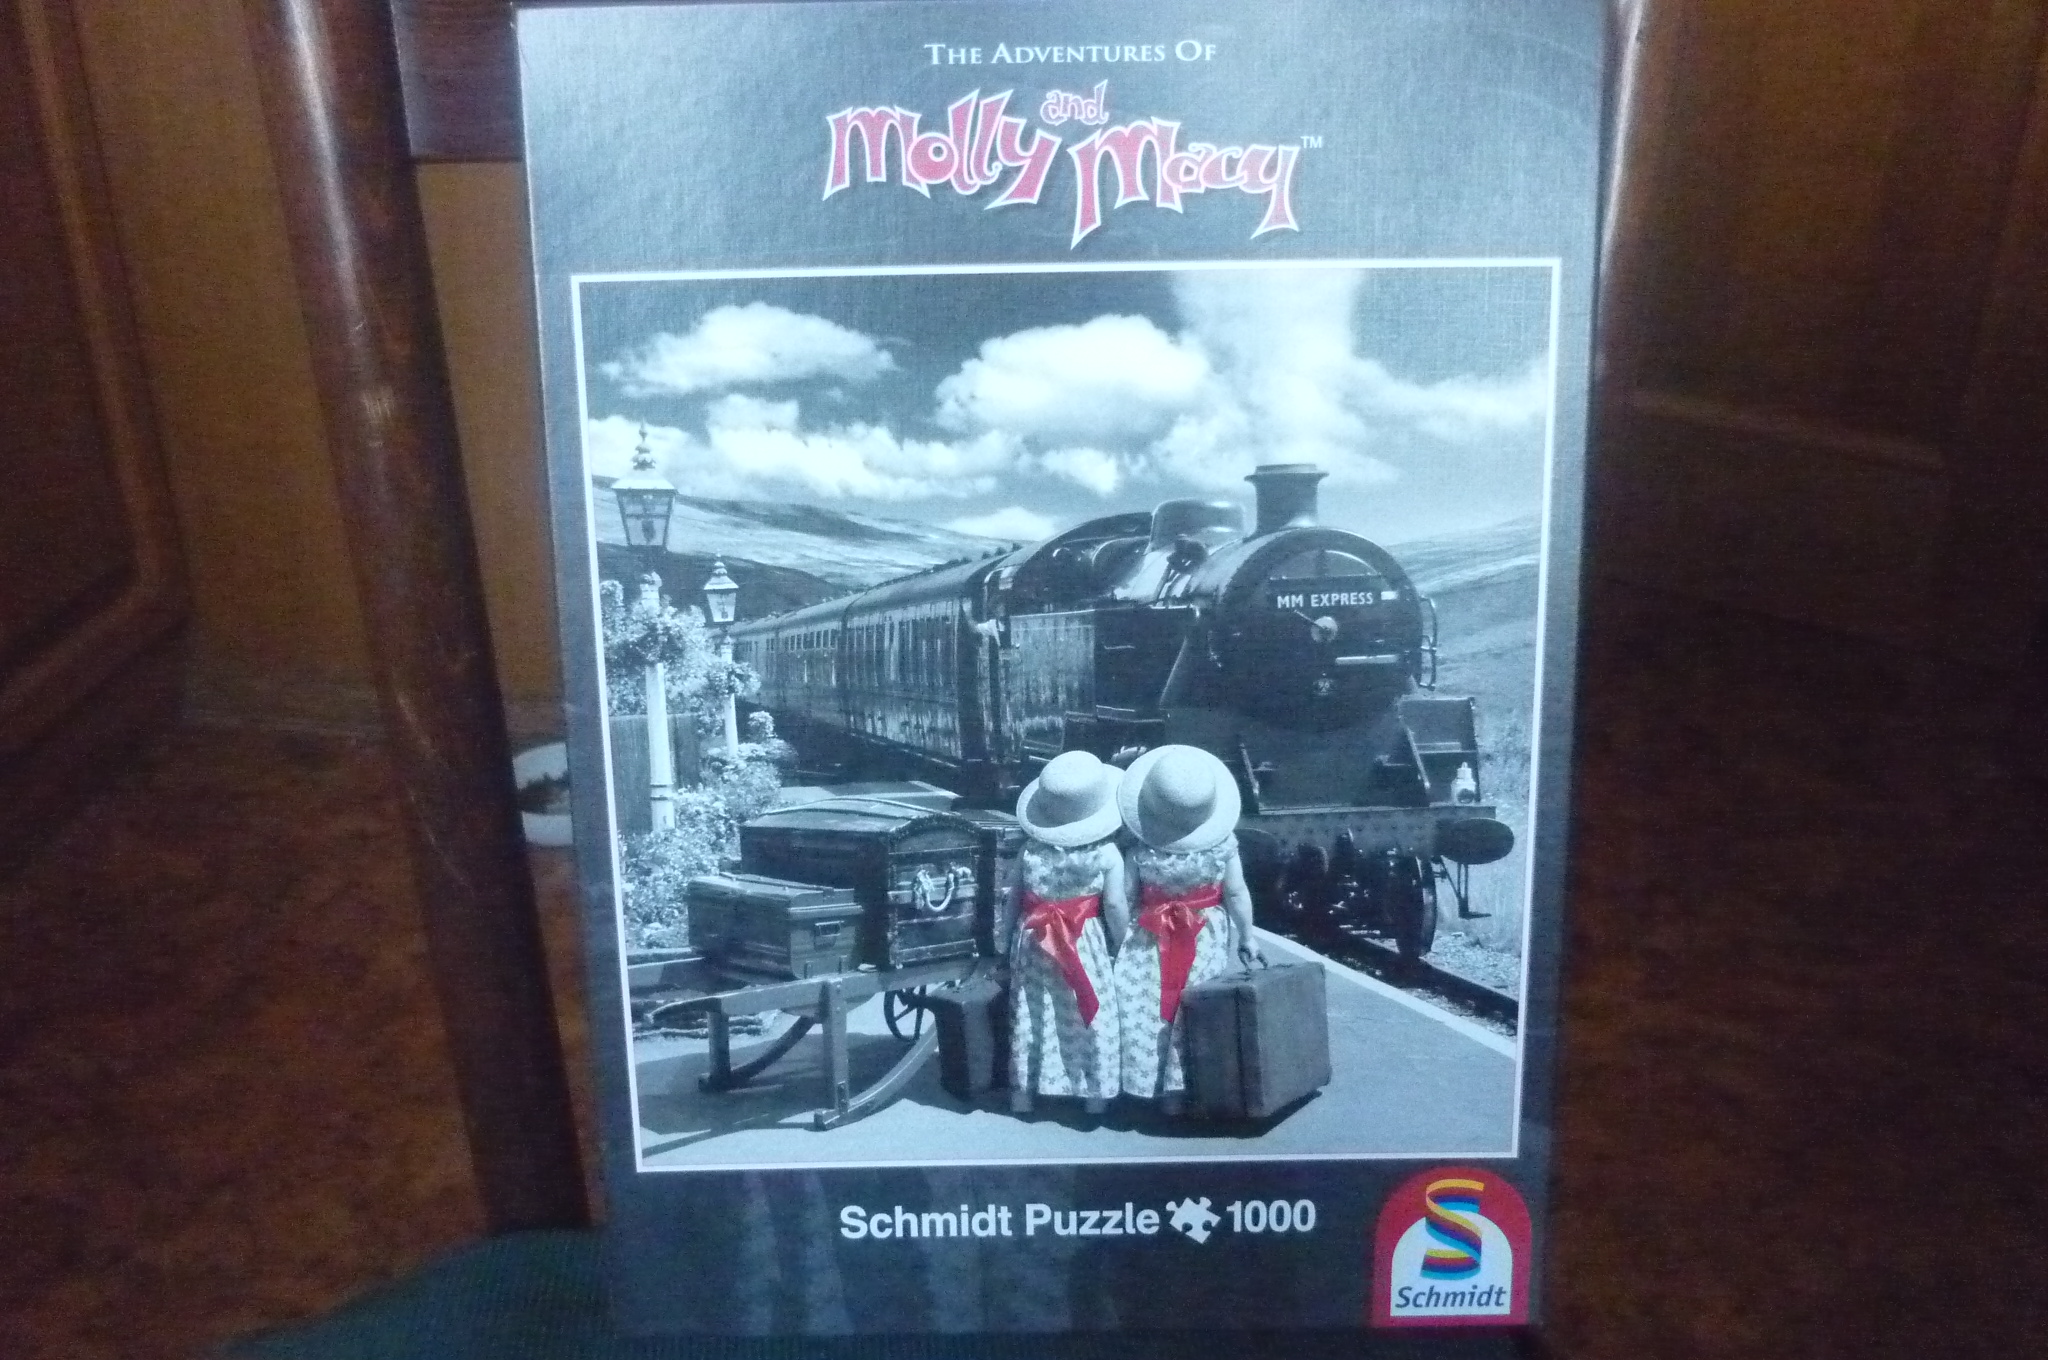 THE ADVENTURES OF
Molly and Macy™
MM EXPRESS
Schmidt Puzzle 1000
Schmidt